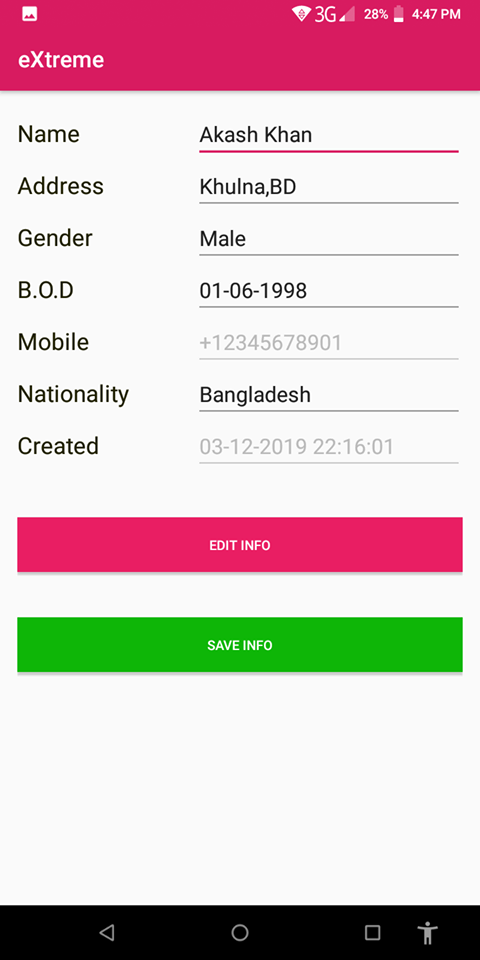 3G 28% 4:47 PM
eXtreme
Name Akash Khan
Address Khulna,BD
Gender Male
B.O.D 01-06-1998
Mobile +12345678901
Nationality Bangladesh
Created 03-12-2019 22:16:01
EDIT INFO
SAVE INFO